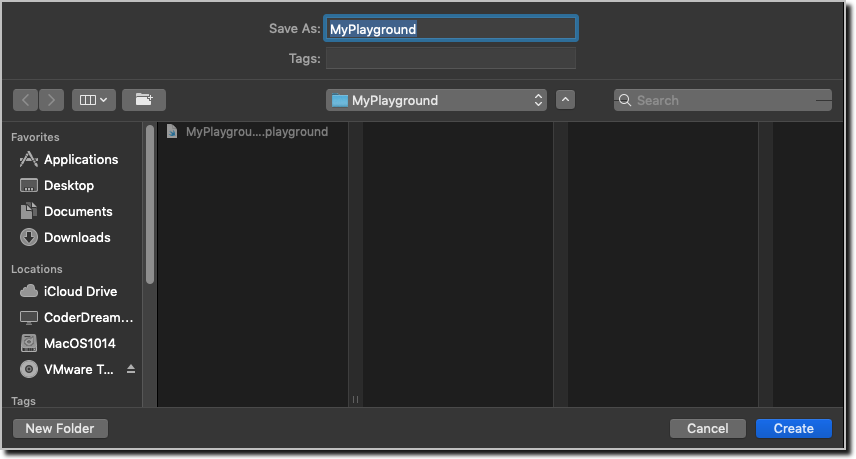 Save As: MyPlayground
Tags:
MyPlayground
Search
Favorites
Applications
Desktop
Documents
Downloads
Locations
iCloud Drive
CoderDream...
MacOS1014
VMware T...
Tags
MyPlaygrou....playground
New Folder
Cancel
Create